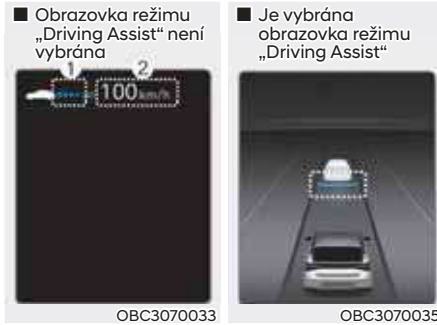 ■ Obrazovka režimu
„Driving Assist“ není
vybrána
1 2
100km/h
OBC3070033
■ Je vybrána
obrazovka režimu
„Driving Assist“
OBC3070035